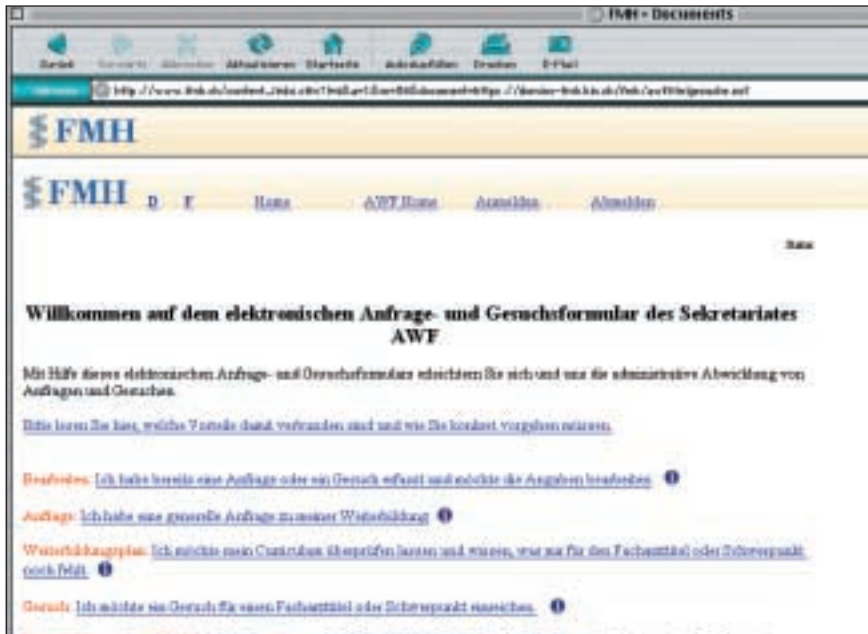 FMH - Documents
Zurück Vorwärts Abbrechen Aktualisieren Startseite AutoAusfüllen Drucken E-Mail
FMH
FMH D F Home AWF Home Anmelden Abmelden
Willkommen auf dem elektronischen Anfrage- und Gesuchsformular des Sekretariates
AWF
Mit Hilfe dieses elektronischen Anfrage- und Gesuchsformulars erleichtern Sie sich und uns die administrative Abwicklung von
Anfragen und Gesuchen.
Bitte lesen Sie hier, welche Vorteile damit verbunden sind und wie Sie konkret vorgehen müssen.
Bearbeiten: Ich habe bereits eine Anfrage oder ein Gesuch erfasst und möchte die Angaben bearbeiten.
Anfrage: Ich habe eine generelle Anfrage zu meiner Weiterbildung
Weiterbildungsplan: Ich möchte mein Curriculum überprüfen lassen und wissen, was mir für den Facharzttitel oder Schwerpunkt
noch fehlt.
Gesuch: Ich möchte ein Gesuch für einen Facharzttitel oder Schwerpunkt einreichen.